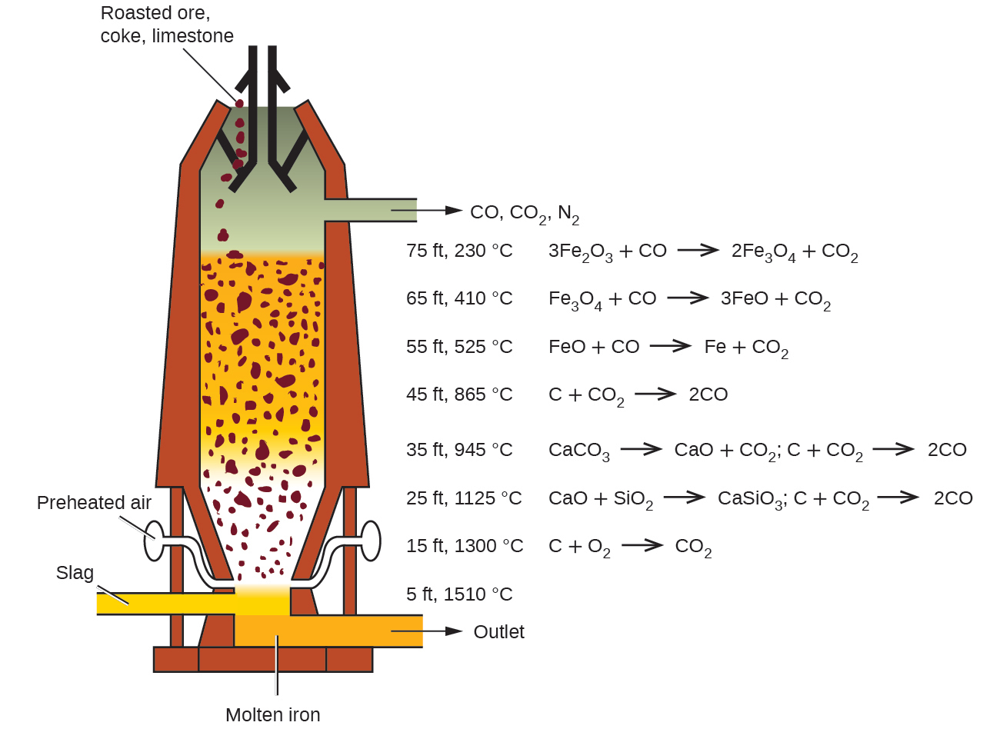 Roasted ore,
coke, limestone
CO, CO₂, N₂
75 ft, 230 °C 3Fe₂O₃ + CO ⟶ 2Fe₃O₄ + CO₂
65 ft, 410 °C Fe₃O₄ + CO ⟶ 3FeO + CO₂
55 ft, 525 °C FeO + CO ⟶ Fe + CO₂
45 ft, 865 °C C + CO₂ ⟶ 2CO
35 ft, 945 °C CaCO₃ ⟶ CaO + CO₂; C + CO₂ ⟶ 2CO
25 ft, 1125 °C CaO + SiO₂ ⟶ CaSiO₃; C + CO₂ ⟶ 2CO
Preheated air
15 ft, 1300 °C C + O₂ ⟶ CO₂
Slag
5 ft, 1510 °C
Outlet
Molten iron